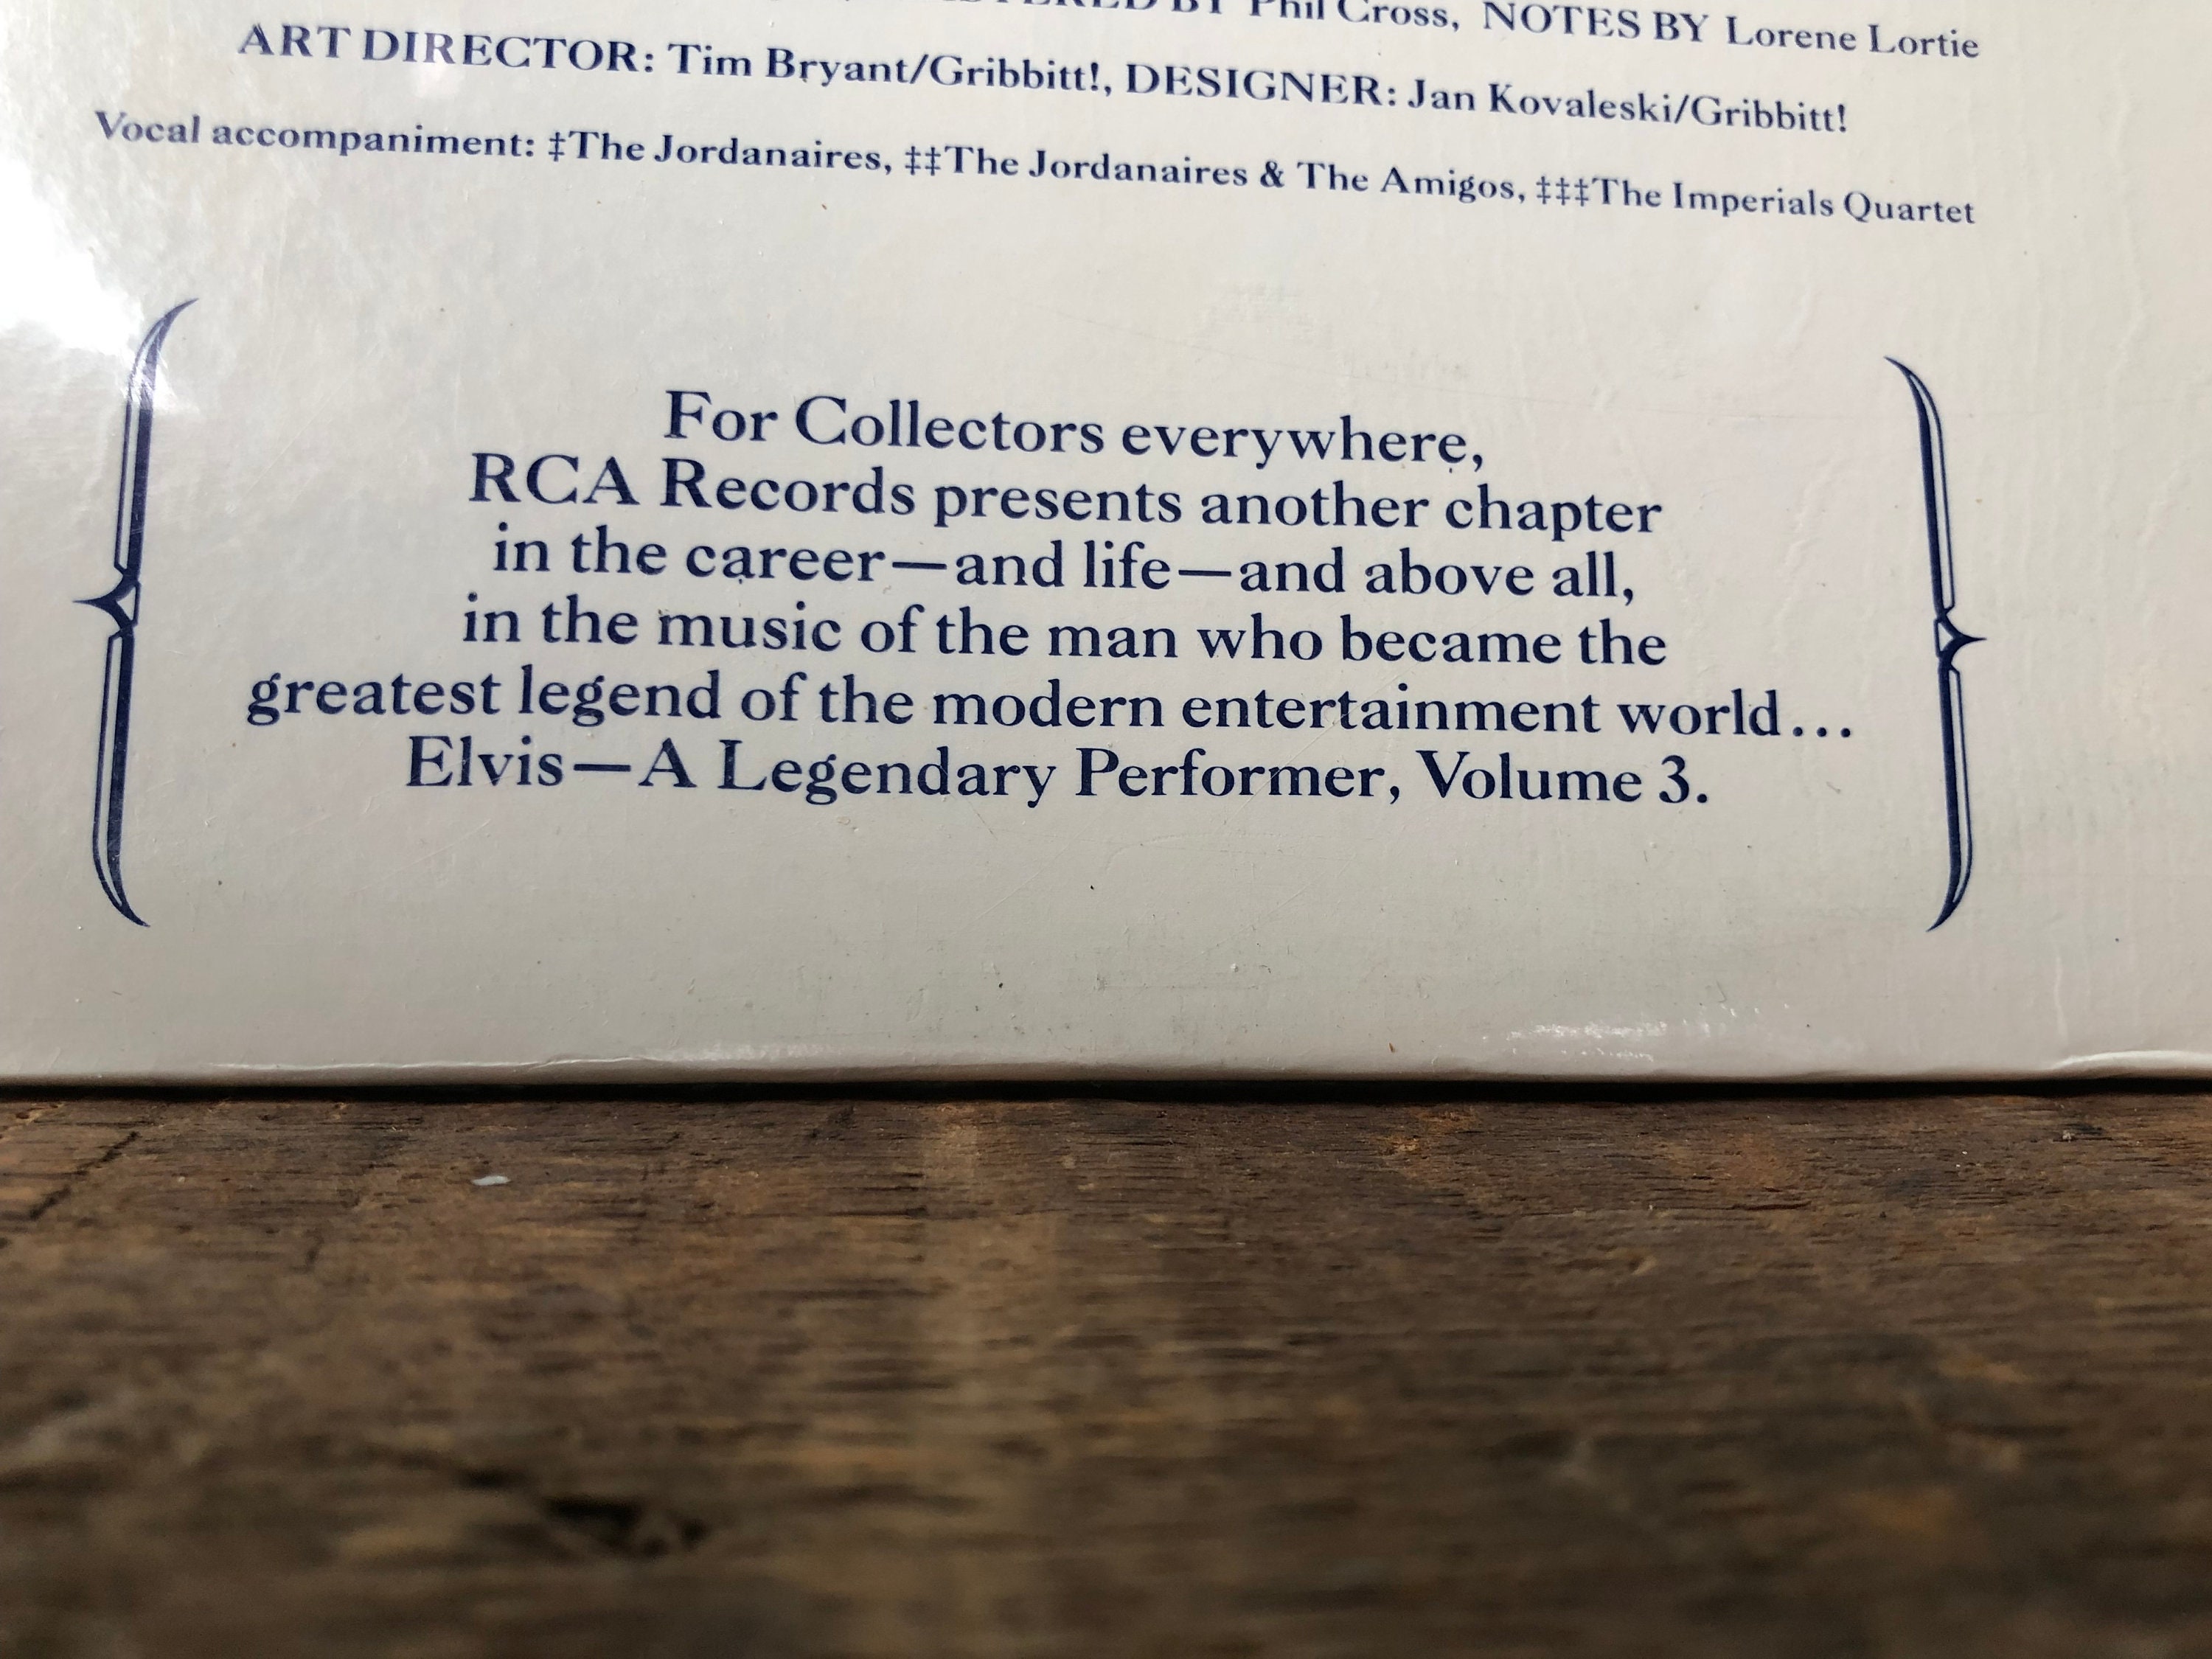 BY Phil Cross, NOTES BY Lorene Lortie
ART DIRECTOR: Tim Bryant/Gribbitt!, DESIGNER: Jan Kovaleski/Gribbitt!
Vocal accompaniment: ‡The Jordanaires, ‡‡The Jordanaires & The Amigos, ‡‡‡The Imperials Quartet
For Collectors everywhere,
RCA Records presents another chapter
in the career—and life—and above all,
in the music of the man who became the
greatest legend of the modern entertainment world...
Elvis—A Legendary Performer, Volume 3.